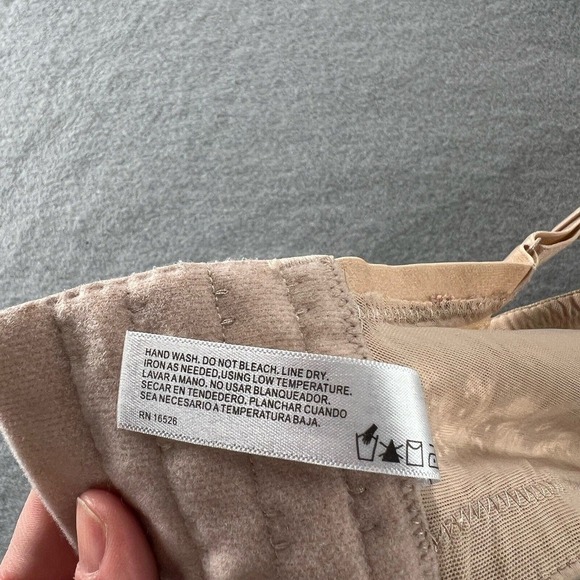 HAND WASH. DO NOT BLEACH. LINE DRY.
IRON AS NEEDED,USING LOW TEMPERATURE.
LAVAR A MANO. NO USAR BLANQUEADOR.
SECAR EN TENDEDERO. PLANCHAR CUANDO
SEA NECESARIO A TEMPERATURA BAJA.
RN 16526